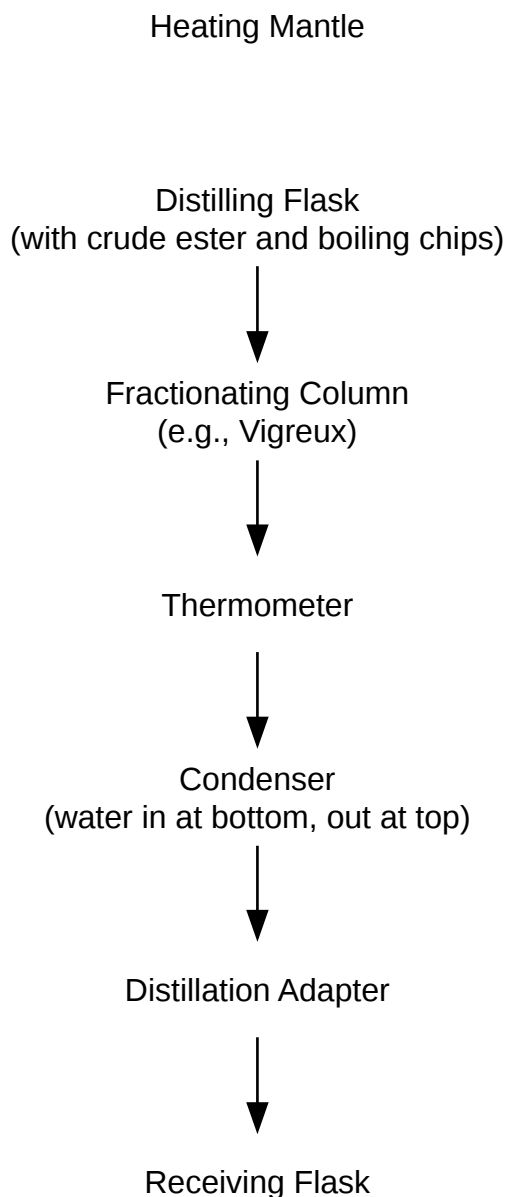 Heating Mantle
Distilling Flask
(with crude ester and boiling chips)
Fractionating Column
(e.g., Vigreux)
Thermometer
Condenser
(water in at bottom, out at top)
Distillation Adapter
Receiving Flask